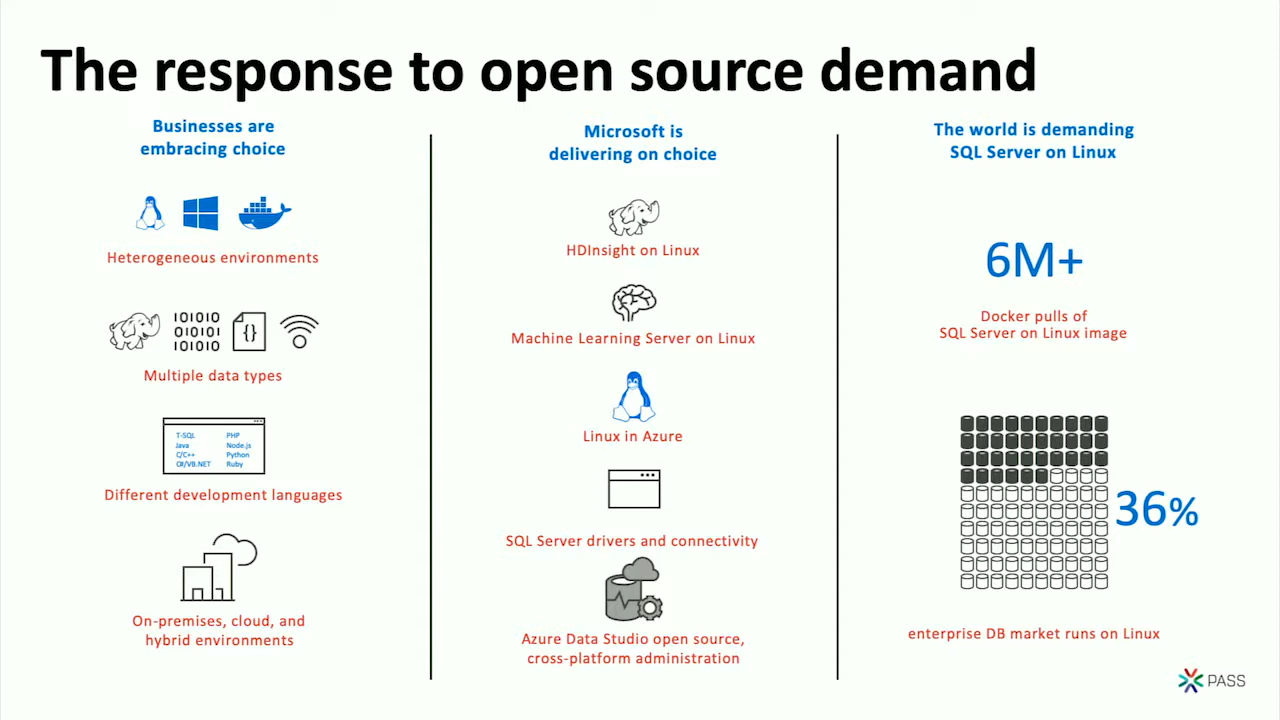 The response to open source demand
Businesses are
embracing choice
Heterogeneous environments
101010
010101
101010
{}
Multiple data types
T-SQL PHP
Java Node.js
C/C++ Python
C#/VB.NET Ruby
Different development languages
On-premises, cloud, and
hybrid environments
Microsoft is
delivering on choice
HDInsight on Linux
Machine Learning Server on Linux
Linux in Azure
SQL Server drivers and connectivity
Azure Data Studio open source,
cross-platform administration
The world is demanding
SQL Server on Linux
6M+
Docker pulls of
SQL Server on Linux image
36%
enterprise DB market runs on Linux
PASS